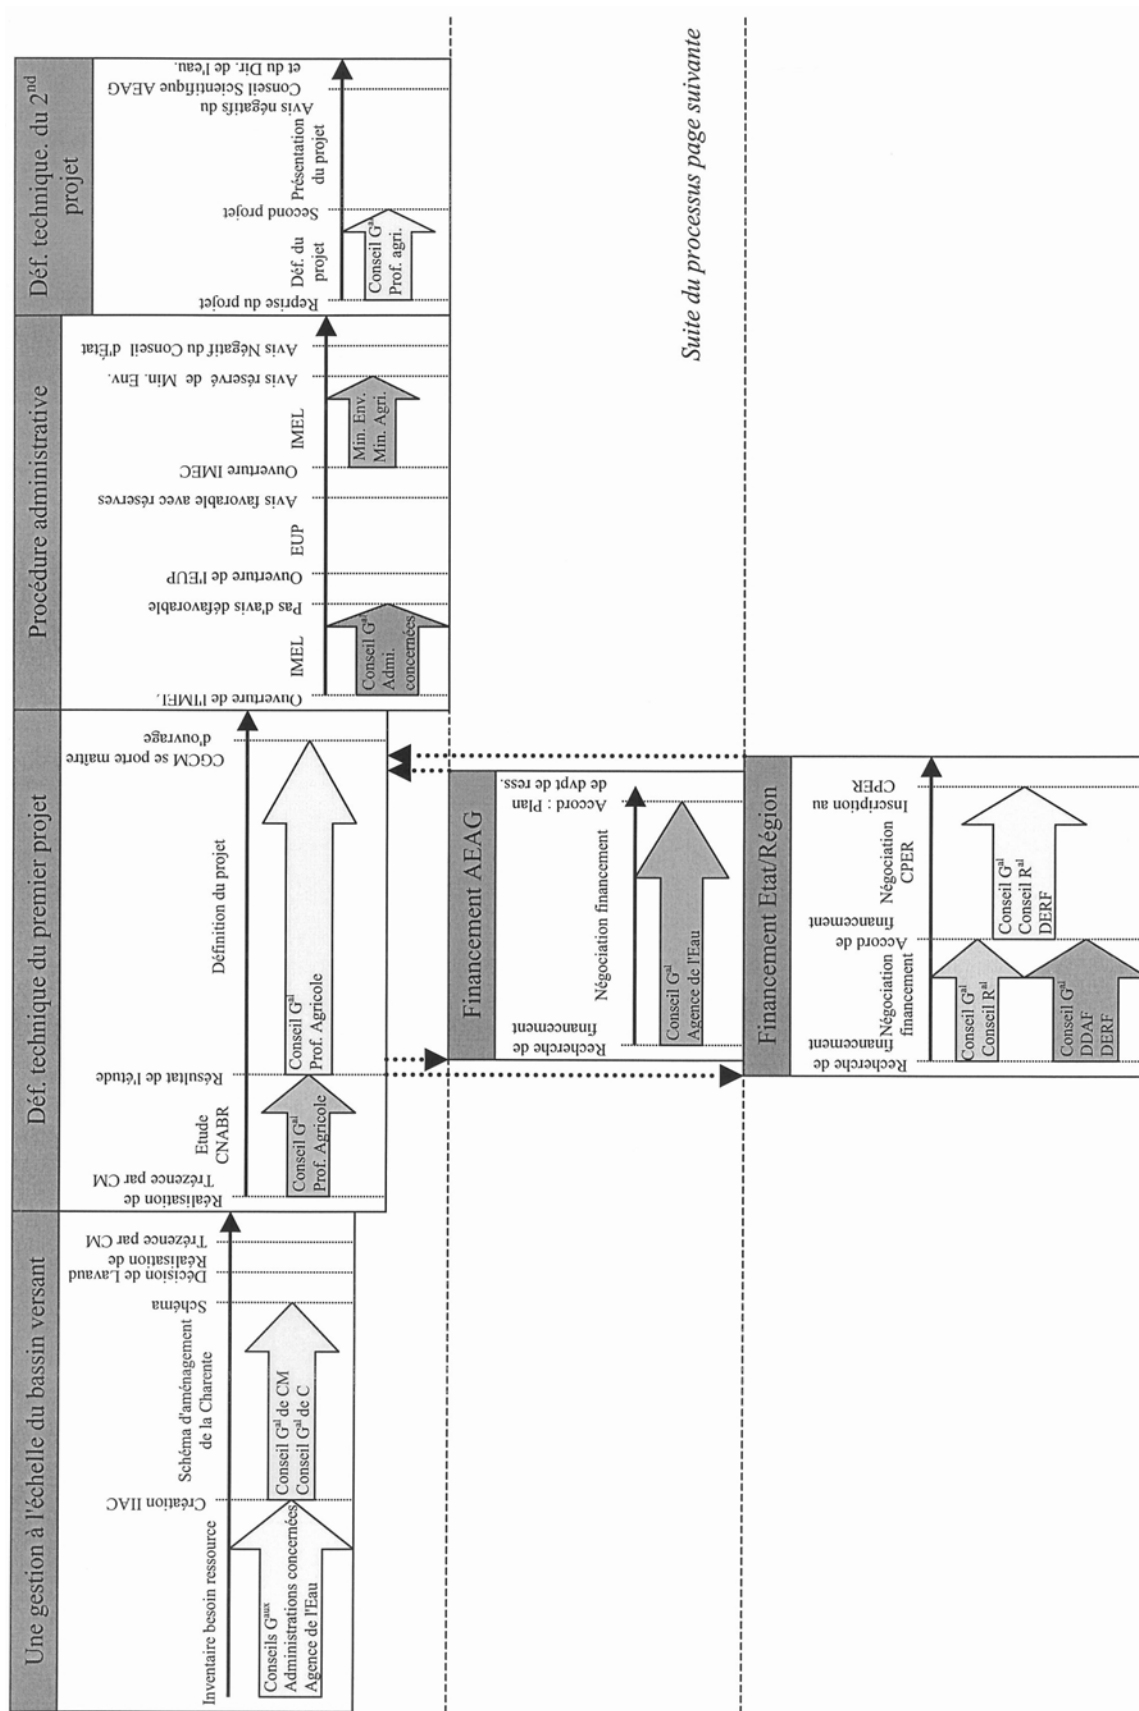 Une gestion à l'échelle du bassin versant
Inventaire besoin ressource
Conseils Gaux
Administrations concernées
Agence de l'Eau
Création IIAC
Schéma d'aménagement
de la Charente
Conseil Gal de CM
Conseil Gal de C
Schéma
Décision de Lavaud
Réalisation de
Trézence par CM
Déf. technique du premier projet
Réalisation de
Trézence par CM
Etude
CNABR
Conseil Gal
Prof. Agricole
Résultat de l'étude
Définition du projet
Conseil Gal
Prof. Agricole
CGCM se porte maître
d'ouvrage
Procédure administrative
Ouverture de l'IMEL
IMEL
Conseil Gal
Admi.
concernées
Pas d'avis défavorable
Ouverture de l'EUP
EUP
Avis favorable avec réserves
Ouverture IMEC
IMEL
Min. Env.
Min. Agri.
Avis réservé de Min. Env.
Avis Négatif du Conseil d'État
Déf. technique. du 2nd
projet
Reprise du projet
Déf. du
projet
Conseil Gal
Prof. agri.
Second projet
Présentation
du projet
Avis négatifs du
Conseil Scientifique AEAG
et du Dir. de l'eau.
Financement AEAG
Recherche de
financement
Négociation financement
Conseil Gal
Agence de l'Eau
Accord : Plan
de dvpt de ress.
Financement Etat/Région
Recherche de
financement
Négociation
financement
Conseil Gal
Conseil Ral
Conseil Gal
DDAF
DERF
Accord de
financement
Négociation
CPER
Conseil Gal
Conseil Ral
DERF
Inscription au
CPER
Suite du processus page suivante